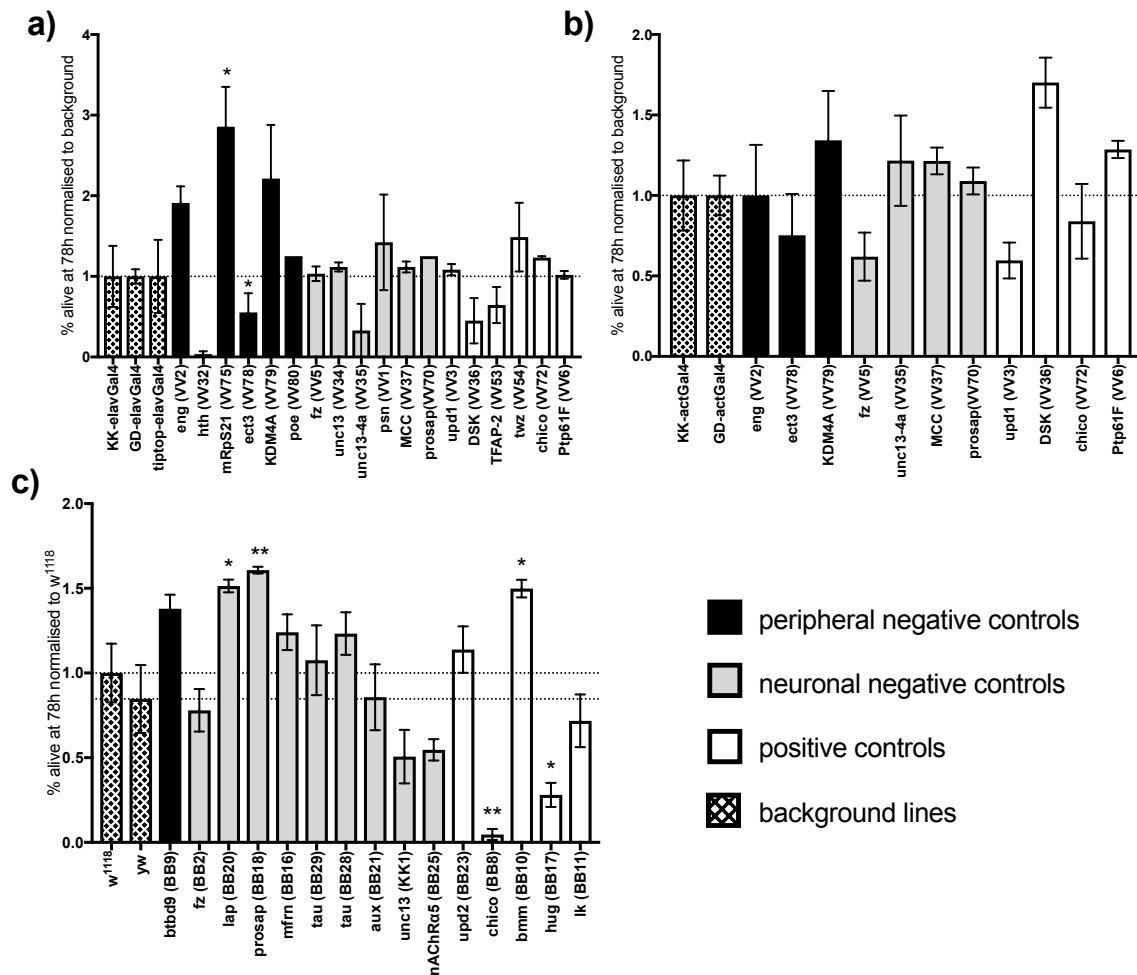 a)
% alive at 78h normalised to background
4
3
2
1
0
*
*
KK-elavGal4
GD-elavGal4
tiptop-elavGal4
eng (VV2)
hth (VV32)
mRpS21 (VV75)
ect3 (VV78)
KDM4A (VV79)
poe (VV80)
fz (VV5)
unc13 (VV34)
unc13-4a (VV35)
psn (VV1)
MCC (VV37)
prosap(VV70)
upd1 (VV3)
DSK (VV36)
TFAP-2 (VV53)
twz (VV54)
chico (VV72)
Ptp61F (VV6)
b)
% alive at 78h normalised to background
2.0
1.5
1.0
0.5
0.0
KK-actGal4
GD-actGal4
eng (VV2)
ect3 (VV78)
KDM4A (VV79)
fz (VV5)
unc13-4a (VV35)
MCC (VV37)
prosap(VV70)
upd1 (VV3)
DSK (VV36)
chico (VV72)
Ptp61F (VV6)
c)
% alive at 78h normalised to w1118
2.0
1.5
1.0
0.5
0.0
*
**
**
*
*
w1118
yw
btbd9 (BB9)
fz (BB2)
lap (BB20)
prosap (BB18)
mfrn (BB16)
tau (BB29)
tau (BB28)
aux (BB21)
unc13 (KK1)
nAChRα5 (BB25)
upd2 (BB23)
chico (BB8)
bmm (BB10)
hug (BB17)
lk (BB11)
peripheral negative controls
neuronal negative controls
positive controls
background lines